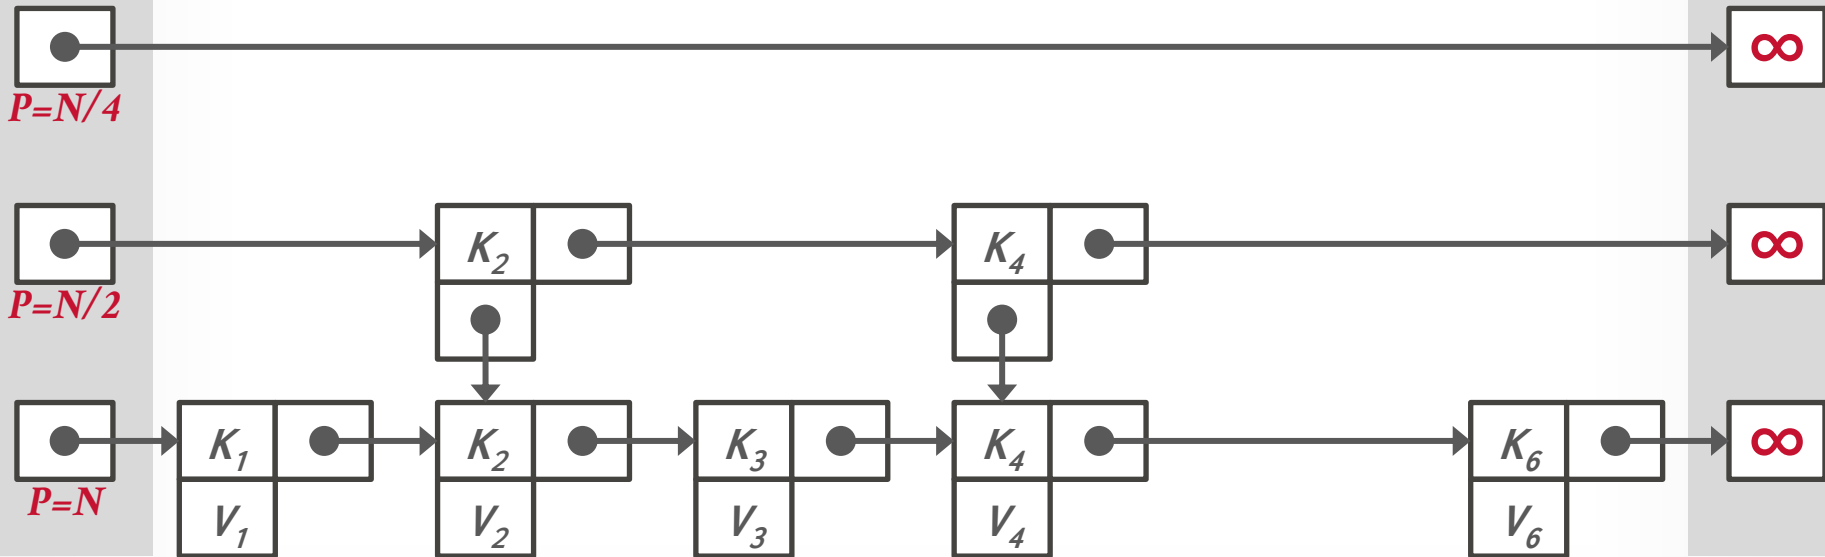 ∞
P=N/4
K2 K4 ∞
P=N/2
K1 K2 K3 K4 K6 ∞
P=N
V1 V2 V3 V4 V6